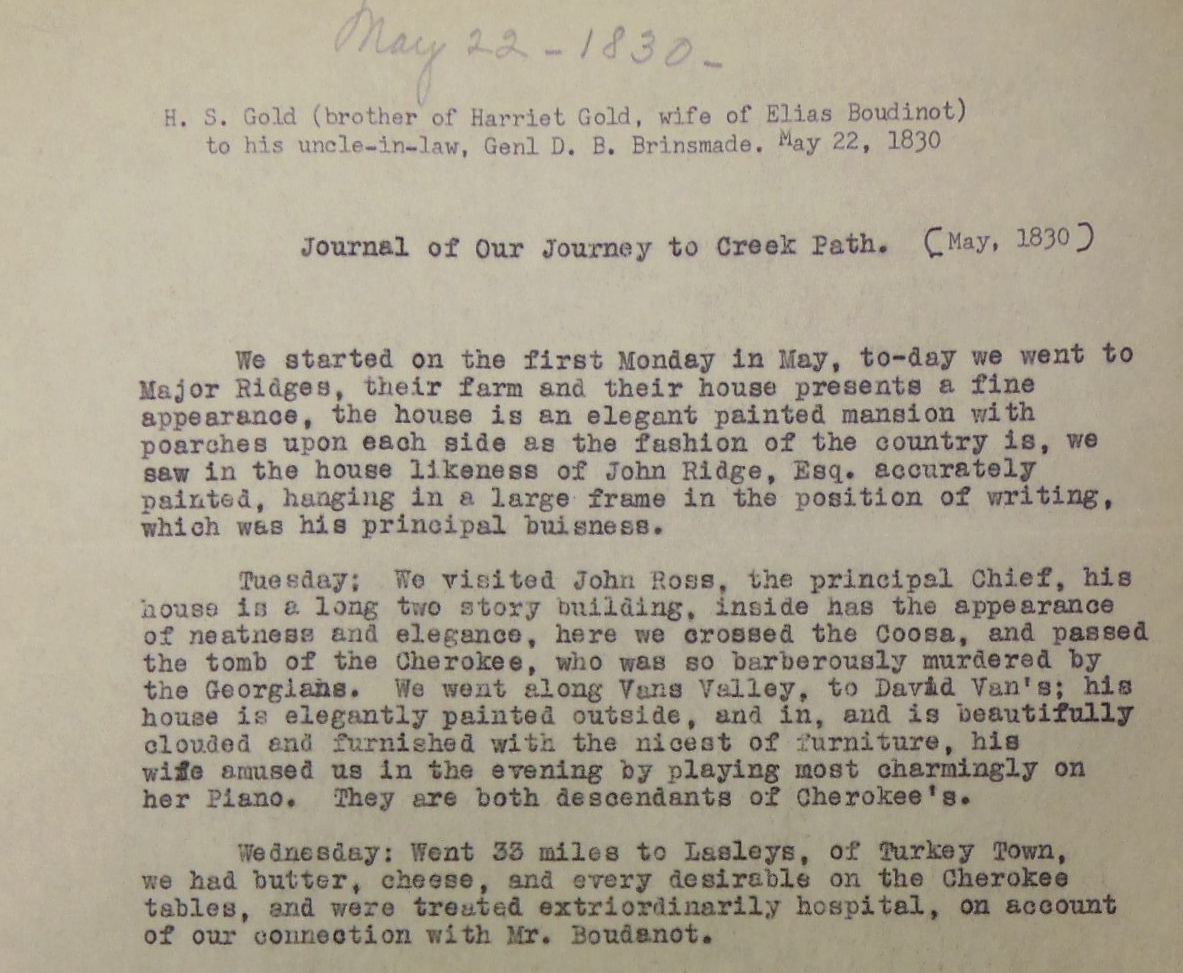 May 22 - 1830 -
H. S. Gold (brother of Harriet Gold, wife of Elias Boudinot)
to his uncle-in-law, Genl D. B. Brinsmade. May 22, 1830
Journal of Our Journey to Creek Path. (May, 1830)
We started on the first Monday in May, to-day we went to
Major Ridges, their farm and their house presents a fine
appearance, the house is an elegant painted mansion with
poarches upon each side as the fashion of the country is, we
saw in the house likeness of John Ridge, Esq. accurately
painted, hanging in a large frame in the position of writing,
which was his principal buisness.
Tuesday; We visited John Ross, the principal Chief, his
house is a long two story building, inside has the appearance
of neatness and elegance, here we crossed the Coosa, and passed
the tomb of the Cherokee, who was so barberously murdered by
the Georgians. We went along Vans Valley, to David Van's; his
house is elegantly painted outside, and in, and is beautifully
clouded and furnished with the nicest of furniture, his
wife amused us in the evening by playing most charmingly on
her Piano. They are both descendants of Cherokee's.
Wednesday: Went 33 miles to Lasleys, of Turkey Town,
we had butter, cheese, and every desirable on the Cherokee
tables, and were treated extriordinarily hospital, on account
of our connection with Mr. Boudanot.